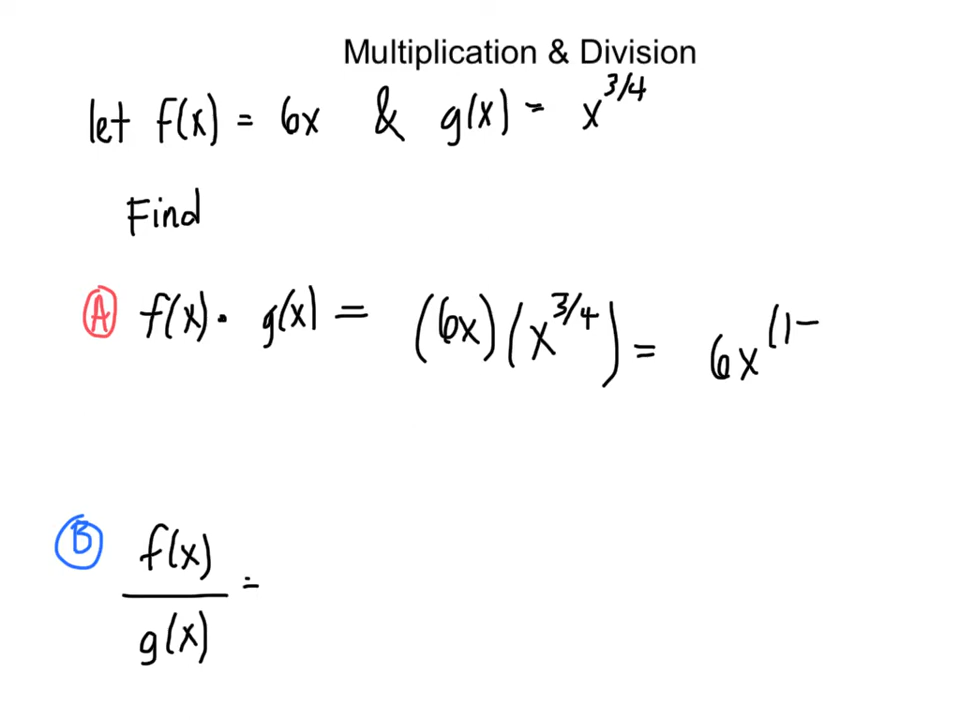 Multiplication & Division
let f(x) = 6x & g(x) = x^{3/4}
Find
(A) f(x) · g(x) = (6x)(x^{3/4}) = 6x^{(1-
(B) f(x)/g(x) =